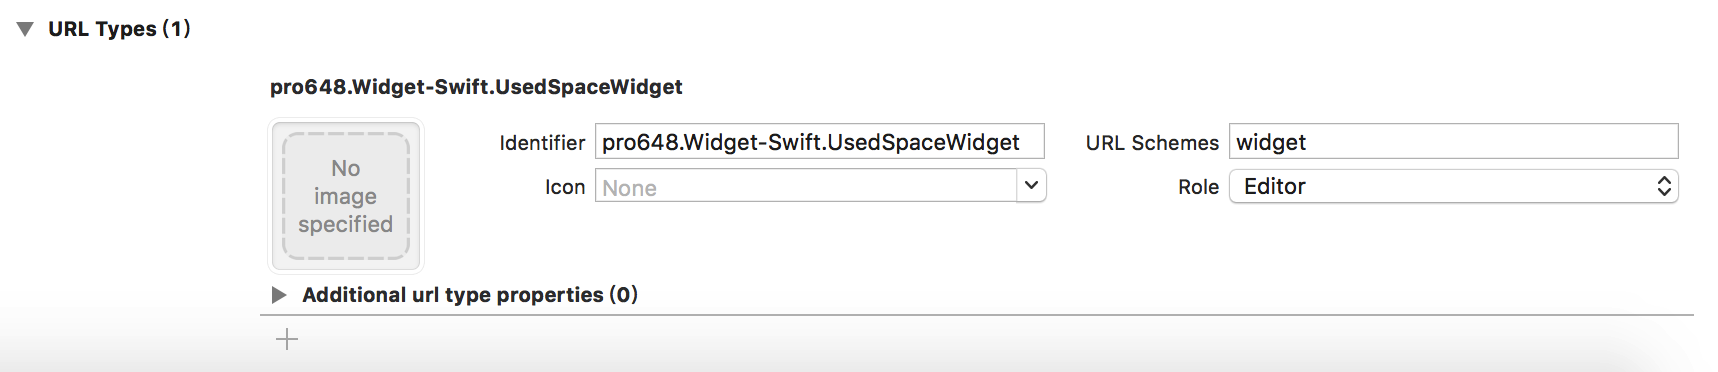 URL Types (1)
pro648.Widget-Swift.UsedSpaceWidget
No
image
specified
Identifier pro648.Widget-Swift.UsedSpaceWidget URL Schemes widget
Icon None Role Editor
Additional url type properties (0)